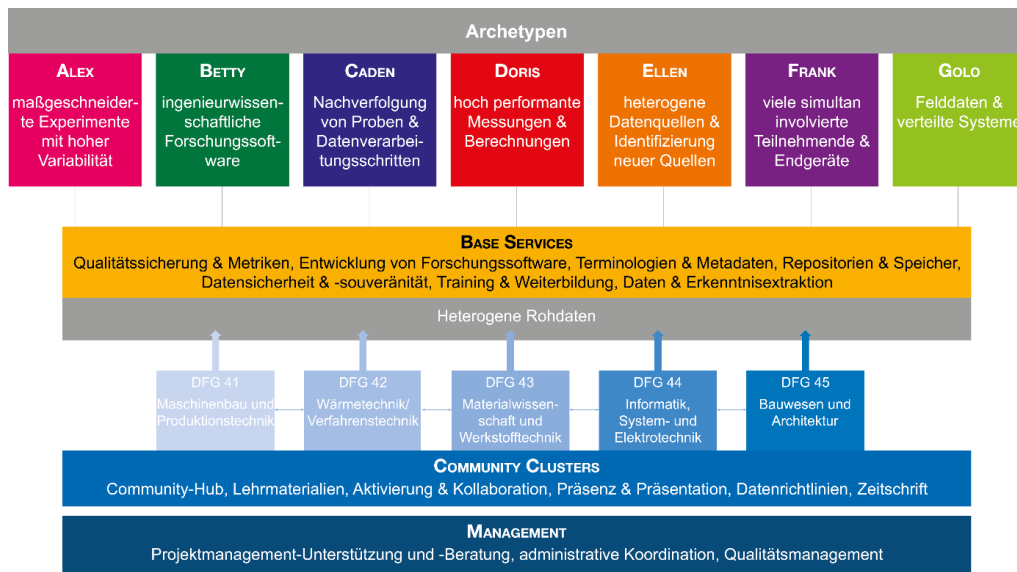 Archetypen
ALEX
maßgeschneider-
te Experimente
mit hoher
Variabilität
BETTY
ingenieurwissen-
schaftliche
Forschungssoft-
ware
CADEN
Nachverfolgung
von Proben &
Datenverarbei-
tungsschritten
DORIS
hoch performante
Messungen &
Berechnungen
ELLEN
heterogene
Datenquellen &
Identifizierung
neuer Quellen
FRANK
viele simultan
involvierte
Teilnehmende &
Endgeräte
GOLO
Felddaten &
verteilte Systeme
BASE SERVICES
Qualitätssicherung & Metriken, Entwicklung von Forschungssoftware, Terminologien & Metadaten, Repositorien & Speicher,
Datensicherheit & -souveränität, Training & Weiterbildung, Daten & Erkenntnisextraktion
Heterogene Rohdaten
DFG 41
Maschinenbau und
Produktionstechnik
DFG 42
Wärmetechnik/
Verfahrenstechnik
DFG 43
Materialwissen-
schaft und
Werkstofftechnik
DFG 44
Informatik,
System- und
Elektrotechnik
DFG 45
Bauwesen und
Architektur
COMMUNITY CLUSTERS
Community-Hub, Lehrmaterialien, Aktivierung & Kollaboration, Präsenz & Präsentation, Datenrichtlinien, Zeitschrift
MANAGEMENT
Projektmanagement-Unterstützung und -Beratung, administrative Koordination, Qualitätsmanagement